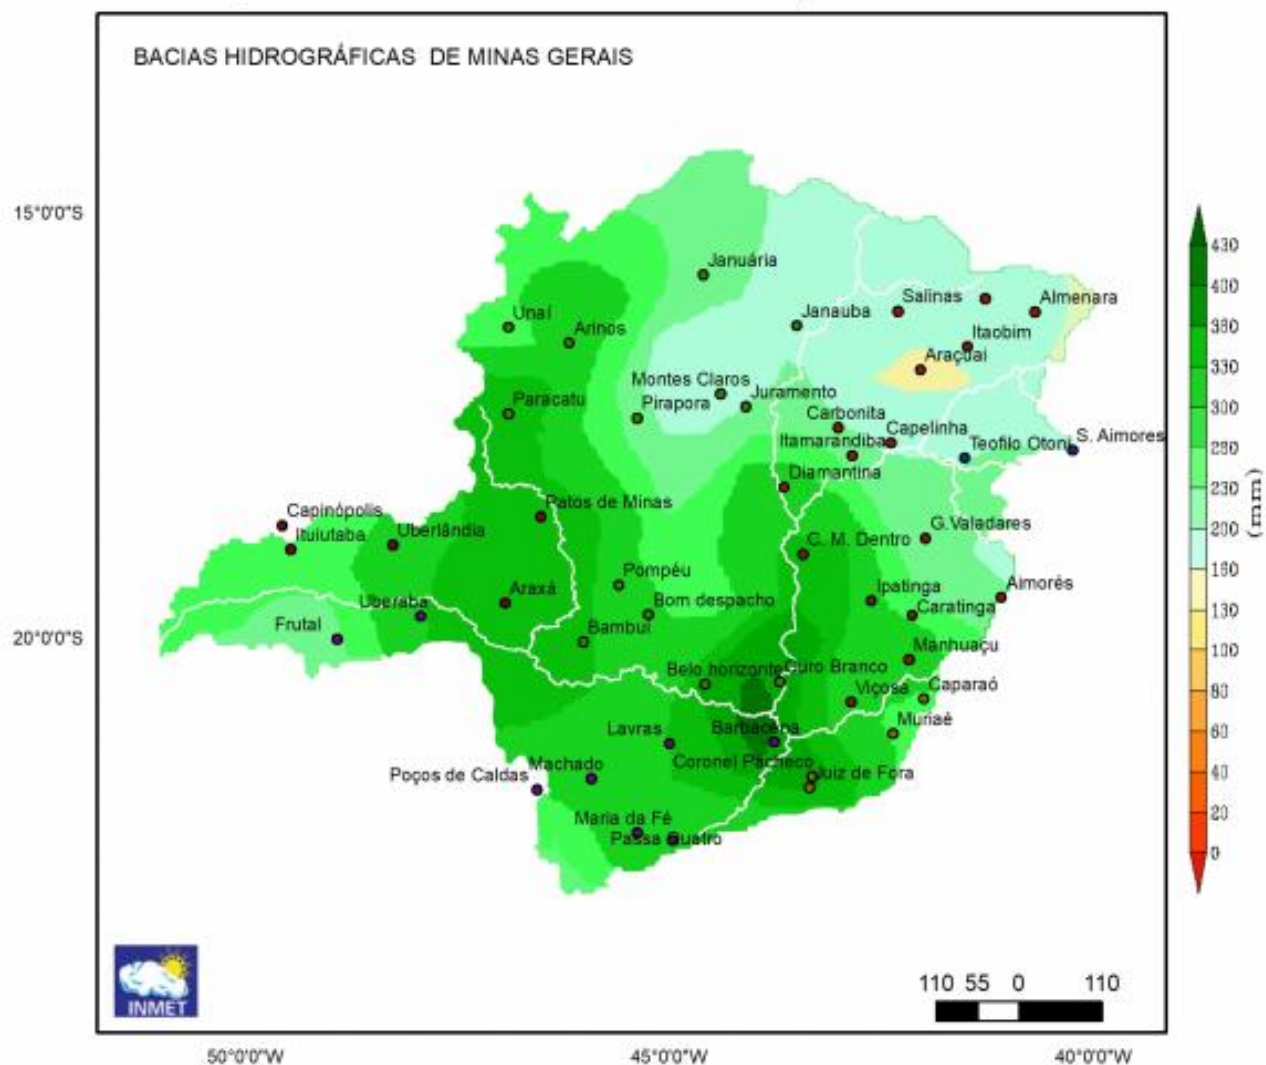 BACIAS HIDROGRÁFICAS DE MINAS GERAIS
15°0'0"S
20°0'0"S
50°0'0"W
45°0'0"W
40°0'0"W
Januária
Janauba
Salinas
Almenara
Unaí
Arinos
Itaobim
Araçuai
Montes Claros
Juramento
Pirapora
Paracatu
Carbonita
Capelinha
Itamarandiba
Teofilo Otoni
S. Aimores
Diamantina
Patos de Minas
Capinópolis
Ituiutaba
Uberlândia
C. M. Dentro
G.Valadares
Pompéu
Araxá
Ipatinga
Aimorés
Uberaba
Bom despacho
Caratinga
Frutal
Bambuí
Manhuaçu
Belo horizonte
Ouro Branco
Viçosa
Caparaó
Muriaé
Lavras
Barbacena
Coronel Pacheco
Juiz de Fora
Machado
Poços de Caldas
Maria da Fé
Passa Quatro
INMET
110 55 0 110
430
400
380
330
300
280
230
200
160
130
100
80
60
40
20
0
(mm)